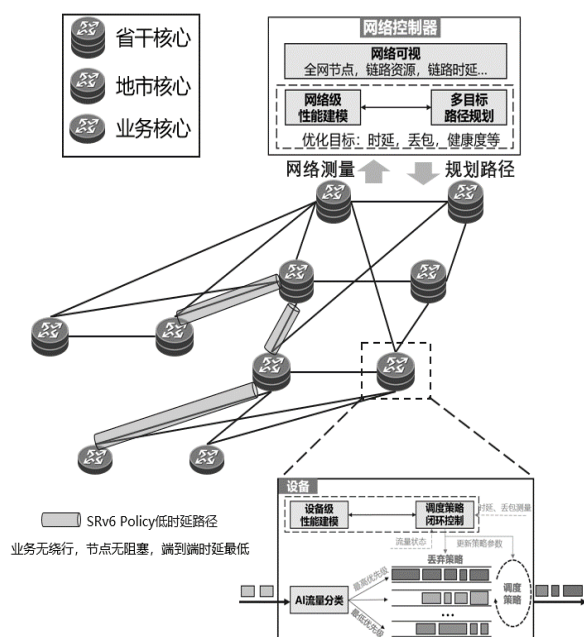 省干核心
地市核心
业务核心
网络控制器
网络可视
全网节点，链路资源，链路时延...
网络级
性能建模
多目标
路径规划
优化目标：时延，丢包，健康度等
网络测量
规划路径
SRv6 Policy低时延路径
业务无绕行，节点无阻塞，端到端时延最低
设备
设备级
性能建模
调度策略
闭环控制
时延、丢包测量
流量状态
更新策略参数
丢弃策略
AI流量分类
最高优先级
最低优先级
...
调度
策略